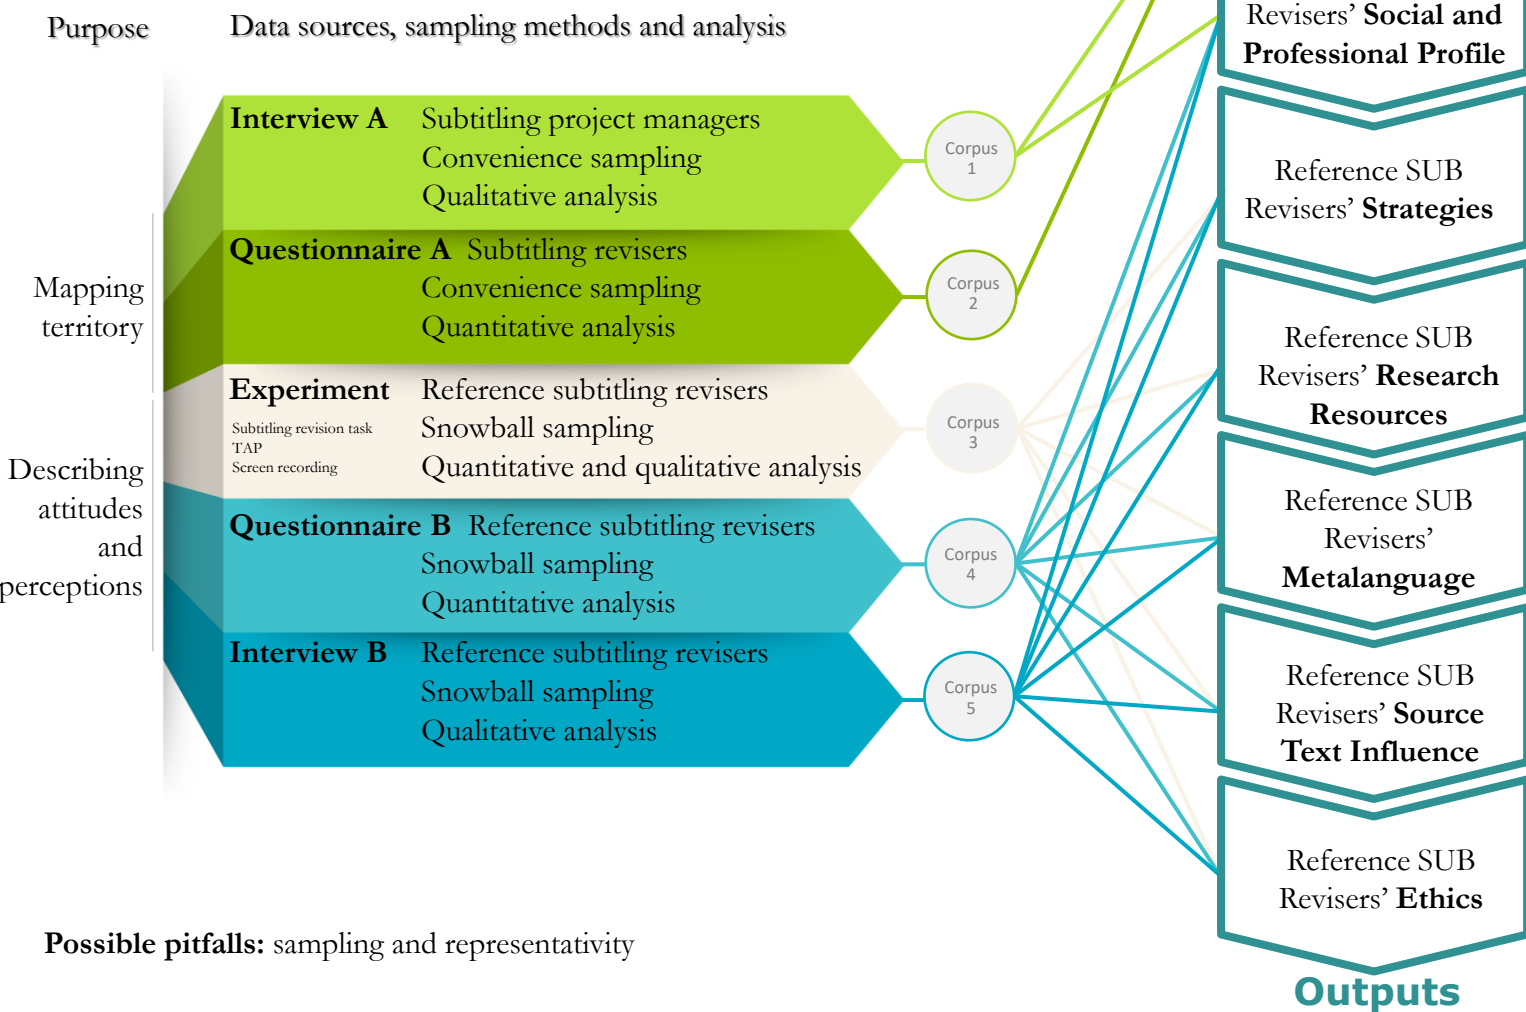 Purpose
Data sources, sampling methods and analysis
Mapping
territory
Describing
attitudes
and
perceptions
Interview A Subtitling project managers
Convenience sampling
Qualitative analysis
Questionnaire A Subtitling revisers
Convenience sampling
Quantitative analysis
Experiment Reference subtitling revisers
Subtitling revision task
TAP
Screen recording
Snowball sampling
Quantitative and qualitative analysis
Questionnaire B Reference subtitling revisers
Snowball sampling
Quantitative analysis
Interview B Reference subtitling revisers
Snowball sampling
Qualitative analysis
Corpus
1
Corpus
2
Corpus
3
Corpus
4
Corpus
5
Revisers’ Social and
Professional Profile
Reference SUB
Revisers’ Strategies
Reference SUB
Revisers’ Research
Resources
Reference SUB
Revisers’
Metalanguage
Reference SUB
Revisers’ Source
Text Influence
Reference SUB
Revisers’ Ethics
Outputs
Possible pitfalls: sampling and representativity